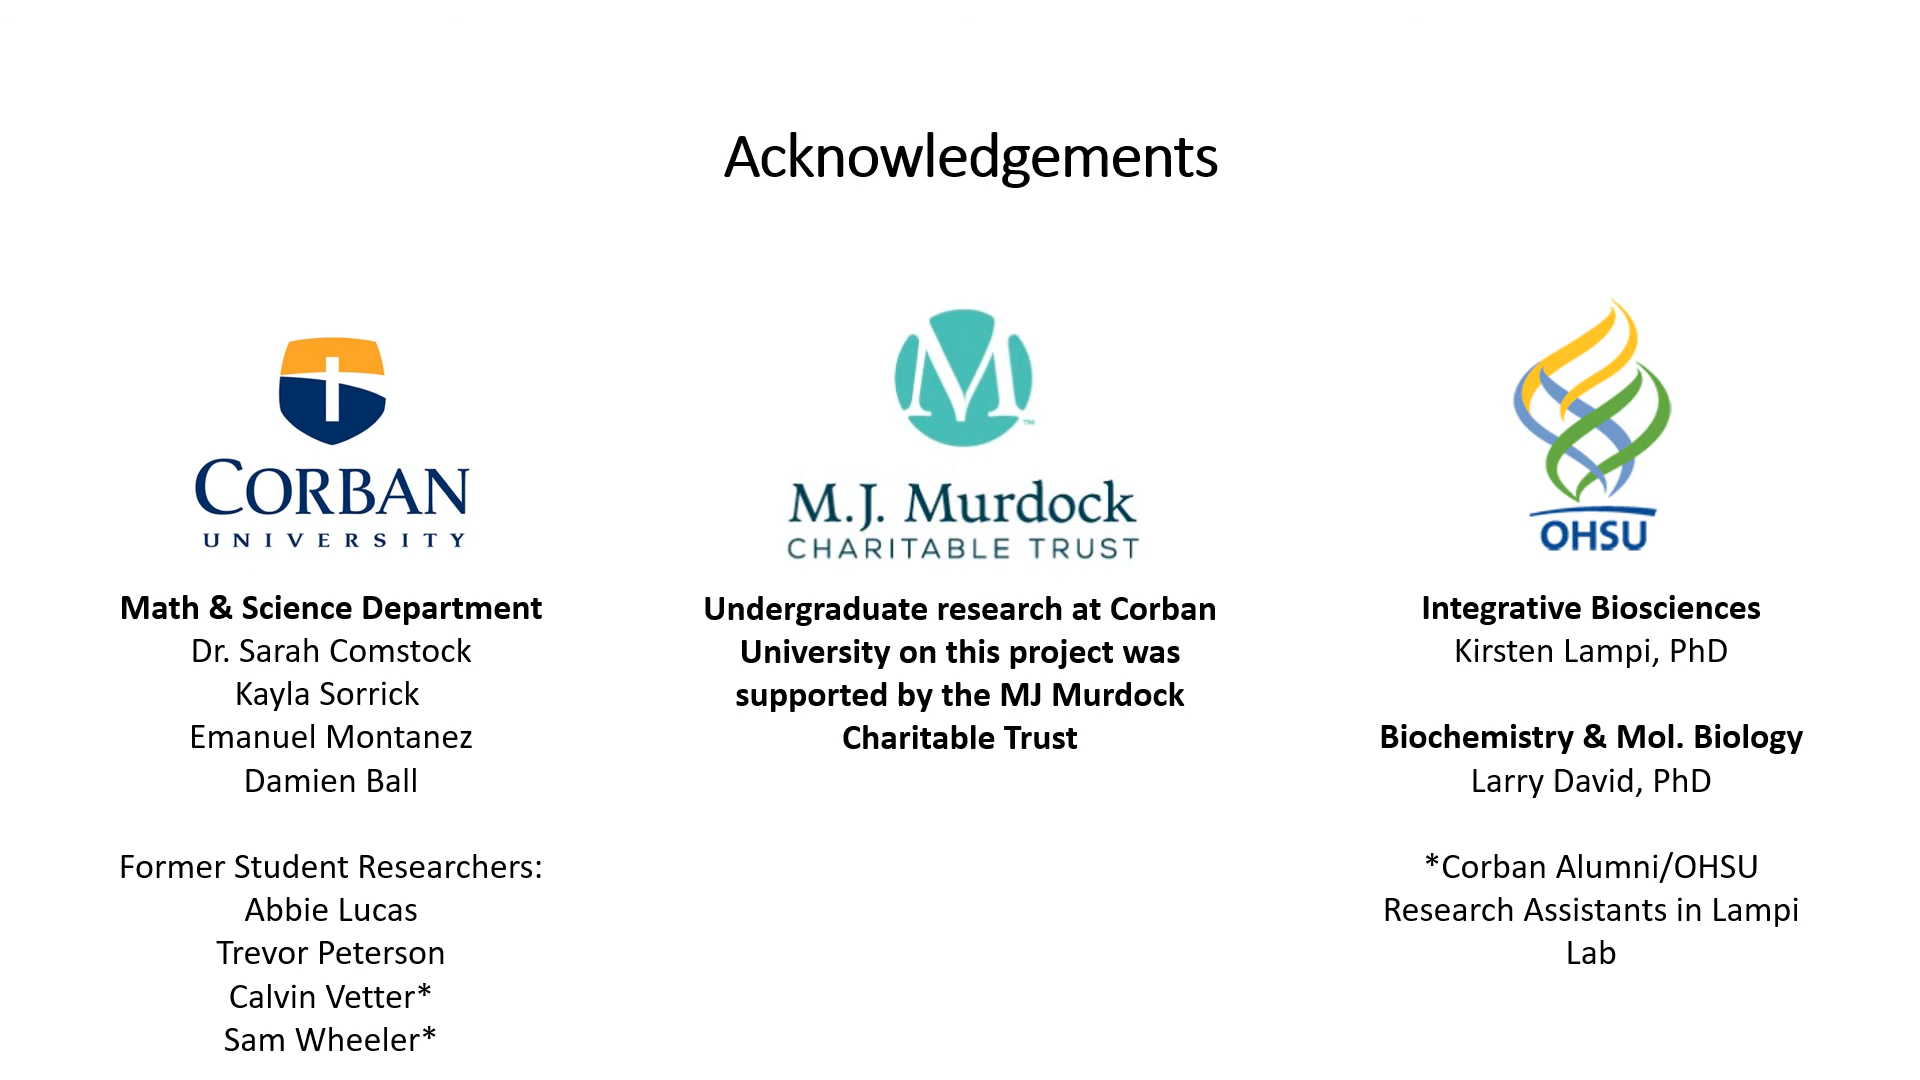 Acknowledgements
M
™
CORBAN
UNIVERSITY
Math & Science Department
Dr. Sarah Comstock
Kayla Sorrick
Emanuel Montanez
Damien Ball
Former Student Researchers:
Abbie Lucas
Trevor Peterson
Calvin Vetter*
Sam Wheeler*
M.J. Murdock
CHARITABLE TRUST
Undergraduate research at Corban
University on this project was
supported by the MJ Murdock
Charitable Trust
OHSU
Integrative Biosciences
Kirsten Lampi, PhD
Biochemistry & Mol. Biology
Larry David, PhD
*Corban Alumni/OHSU
Research Assistants in Lampi
Lab